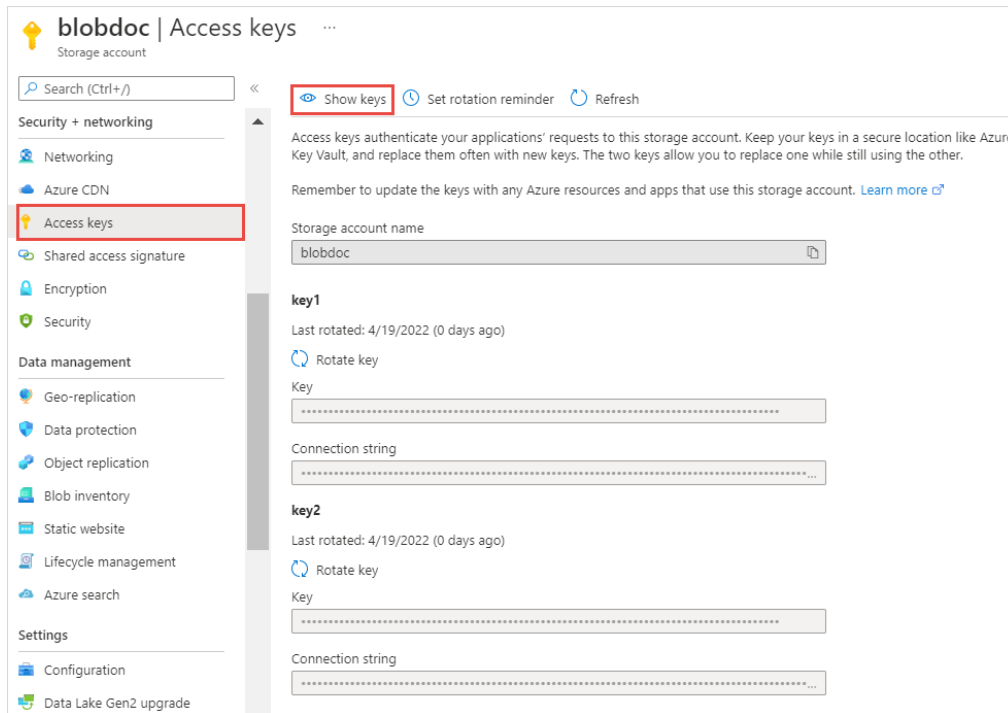 blobdoc | Access keys ...
Storage account
Search (Ctrl+/)
«
Security + networking
Networking
Azure CDN
Access keys
Shared access signature
Encryption
Security
Data management
Geo-replication
Data protection
Object replication
Blob inventory
Static website
Lifecycle management
Azure search
Settings
Configuration
Data Lake Gen2 upgrade
Show keys Set rotation reminder Refresh
Access keys authenticate your applications' requests to this storage account. Keep your keys in a secure location like Azure
Key Vault, and replace them often with new keys. The two keys allow you to replace one while still using the other.
Remember to update the keys with any Azure resources and apps that use this storage account. Learn more
Storage account name
blobdoc
key1
Last rotated: 4/19/2022 (0 days ago)
Rotate key
Key
Connection string
key2
Last rotated: 4/19/2022 (0 days ago)
Rotate key
Key
Connection string